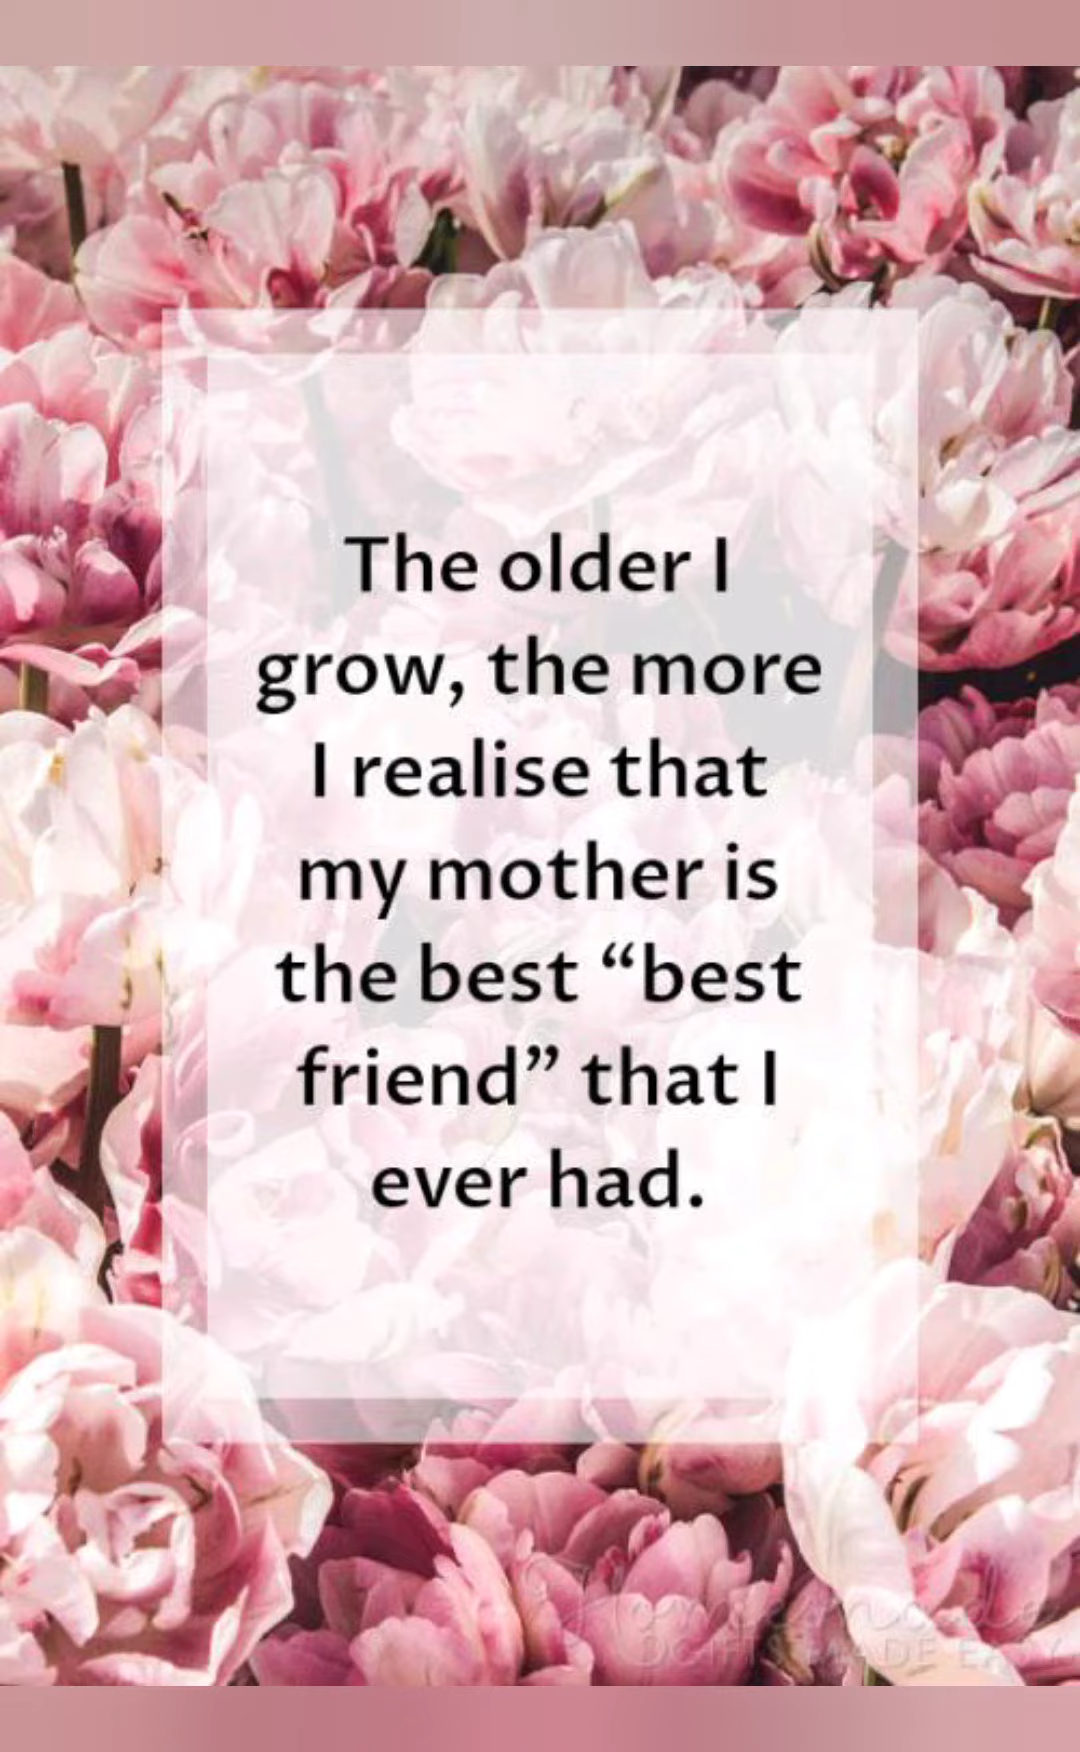 The older I
grow, the more
I realise that
my mother is
the best “best
friend” that I
ever had.